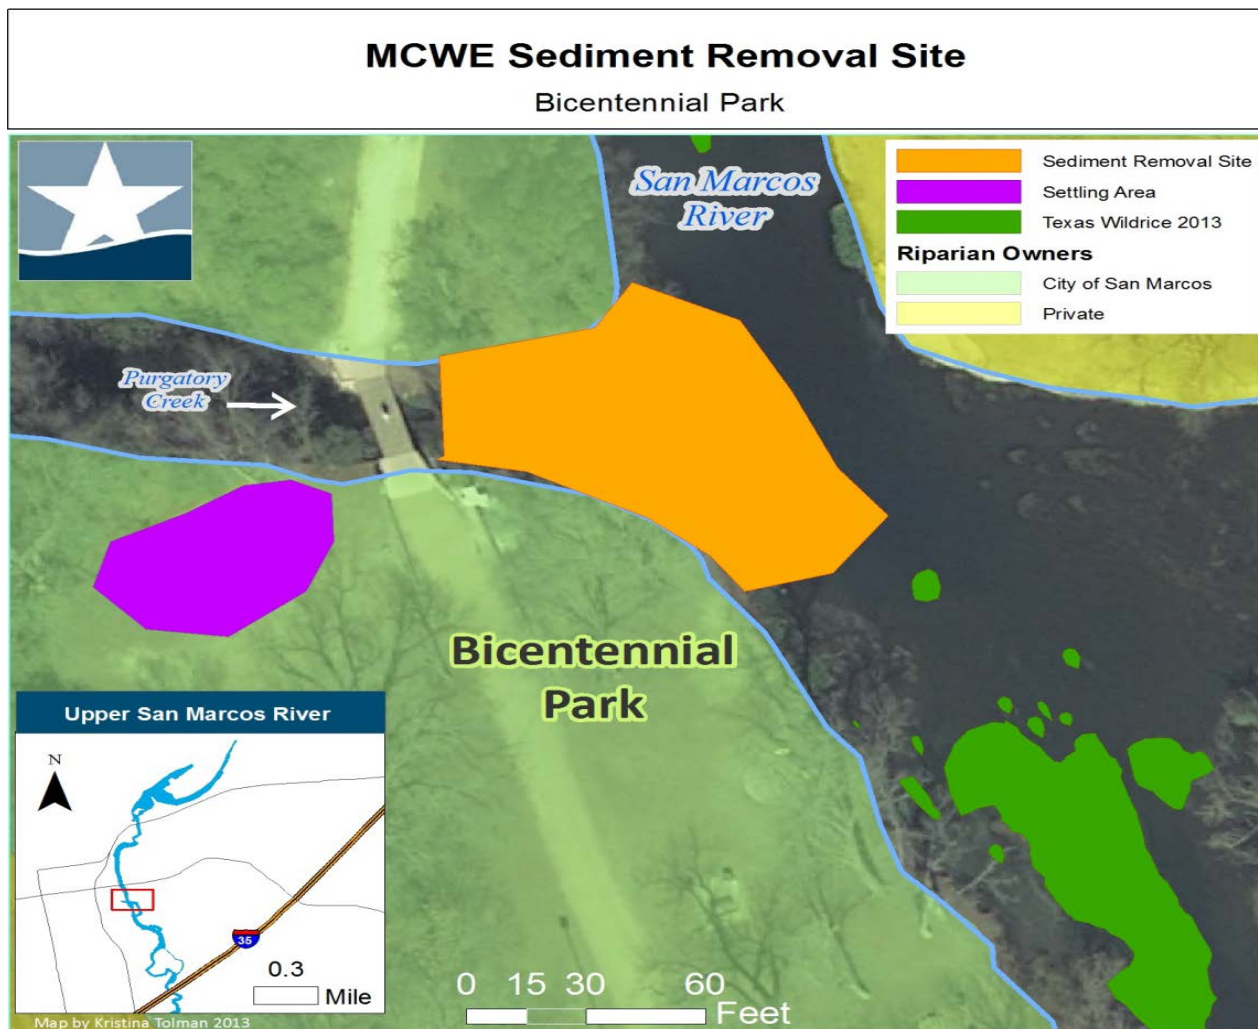 MCWE Sediment Removal Site
Bicentennial Park
San Marcos
River
Sediment Removal Site
Settling Area
Texas Wildrice 2013
Riparian Owners
City of San Marcos
Private
Purgatory
Creek
Bicentennial
Park
Upper San Marcos River
N
35
0.3
Mile
0 15 30 60
Feet
Map by Kristina Tolman 2013